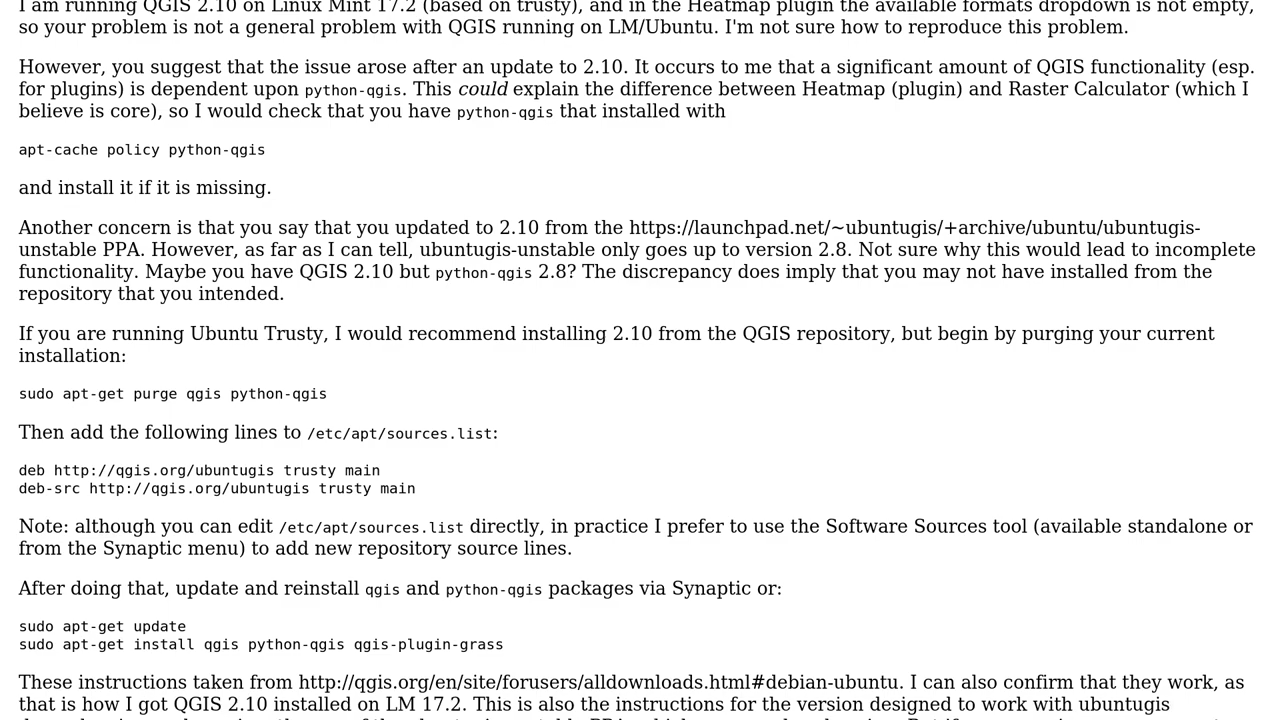 I am running QGIS 2.10 on Linux Mint 17.2 (based on trusty), and in the Heatmap plugin the available formats dropdown is not empty,
so your problem is not a general problem with QGIS running on LM/Ubuntu. I'm not sure how to reproduce this problem.
However, you suggest that the issue arose after an update to 2.10. It occurs to me that a significant amount of QGIS functionality (esp.
for plugins) is dependent upon python-qgis. This could explain the difference between Heatmap (plugin) and Raster Calculator (which I
believe is core), so I would check that you have python-qgis that installed with
apt-cache policy python-qgis
and install it if it is missing.
Another concern is that you say that you updated to 2.10 from the https://launchpad.net/~ubuntugis/+archive/ubuntu/ubuntugis-
unstable PPA. However, as far as I can tell, ubuntugis-unstable only goes up to version 2.8. Not sure why this would lead to incomplete
functionality. Maybe you have QGIS 2.10 but python-qgis 2.8? The discrepancy does imply that you may not have installed from the
repository that you intended.
If you are running Ubuntu Trusty, I would recommend installing 2.10 from the QGIS repository, but begin by purging your current
installation:
sudo apt-get purge qgis python-qgis
Then add the following lines to /etc/apt/sources.list:
deb http://qgis.org/ubuntugis trusty main
deb-src http://qgis.org/ubuntugis trusty main
Note: although you can edit /etc/apt/sources.list directly, in practice I prefer to use the Software Sources tool (available standalone or
from the Synaptic menu) to add new repository source lines.
After doing that, update and reinstall qgis and python-qgis packages via Synaptic or:
sudo apt-get update
sudo apt-get install qgis python-qgis qgis-plugin-grass
These instructions taken from http://qgis.org/en/site/forusers/alldownloads.html#debian-ubuntu. I can also confirm that they work, as
that is how I got QGIS 2.10 installed on LM 17.2. This is also the instructions for the version designed to work with ubuntugis